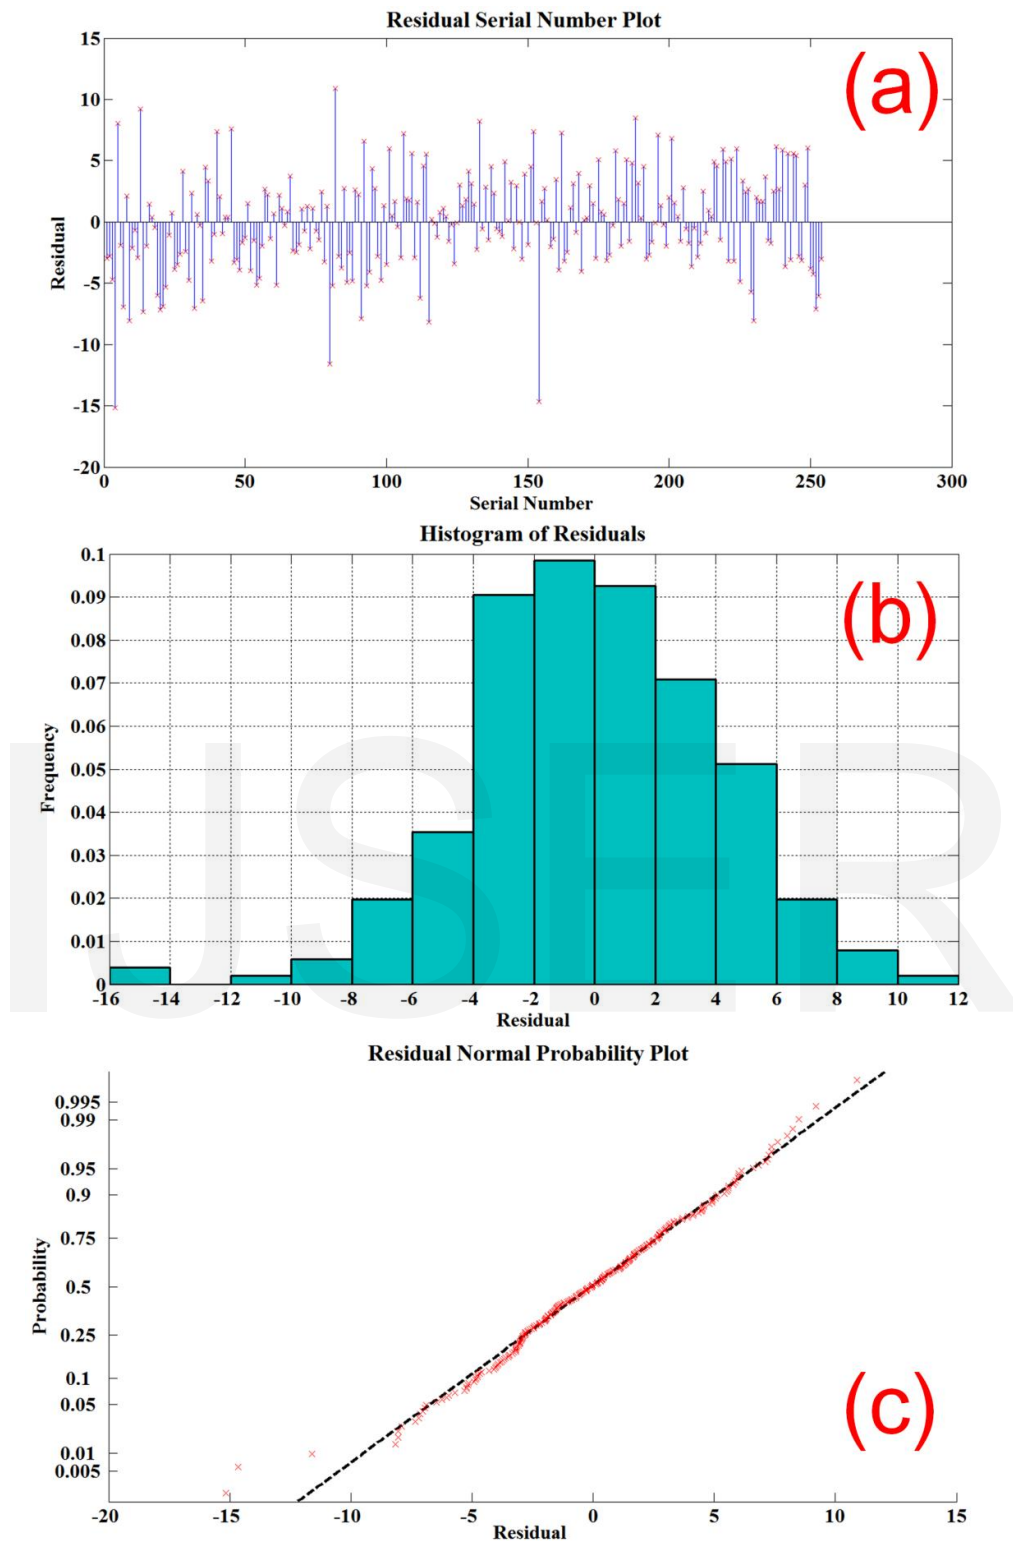 Residual Serial Number Plot
15
(a)
10
5
0
-5
-10
-15
-20
Residual
0 50 100 150 200 250 300
Serial Number
Histogram of Residuals
0.1
0.09
(b)
0.08
0.07
0.06
0.05
0.04
0.03
0.02
0.01
0
Frequency
-16 -14 -12 -10 -8 -6 -4 -2 0 2 4 6 8 10 12
Residual
IJSER
Residual Normal Probability Plot
0.995
0.99
0.95
0.9
0.75
0.5
0.25
0.1
0.05
(c)
0.01
0.005
Probability
-20 -15 -10 -5 0 5 10 15
Residual